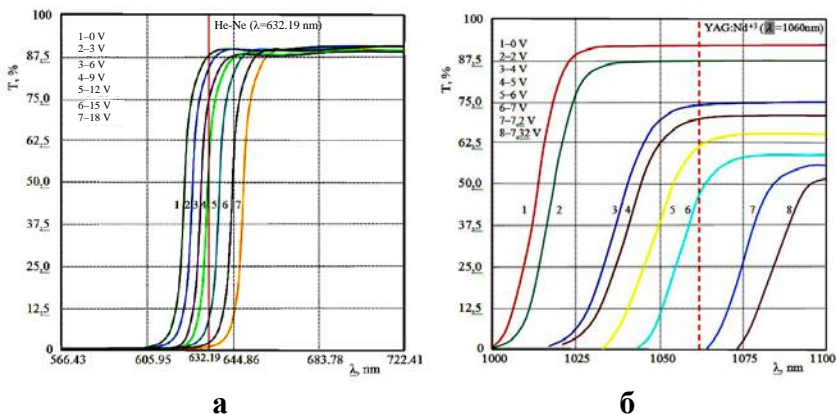 He-Ne (λ=632.19 nm)
100
87,5
75,0
62,5
50,0
37,5
25,0
12,5
0
T, %
1–0 V
2–3 V
3–6 V
4–9 V
5–12 V
6–15 V
7–18 V
1 2 3 4 5 6 7
566.43 605.95 632.19 644.86 683.78 722.41
λ, nm
а
YAG:Nd⁺³ (λ=1060nm)
100
87,5
75,0
62,5
50,0
37,5
25,0
12,5
0
T, %
1–0 V
2–2 V
3–4 V
4–5 V
5–6 V
6–7 V
7–7,2 V
8–7,32 V
1 2 3 4 5 6 7 8
1000 1025 1050 1075 1100
λ, nm
б